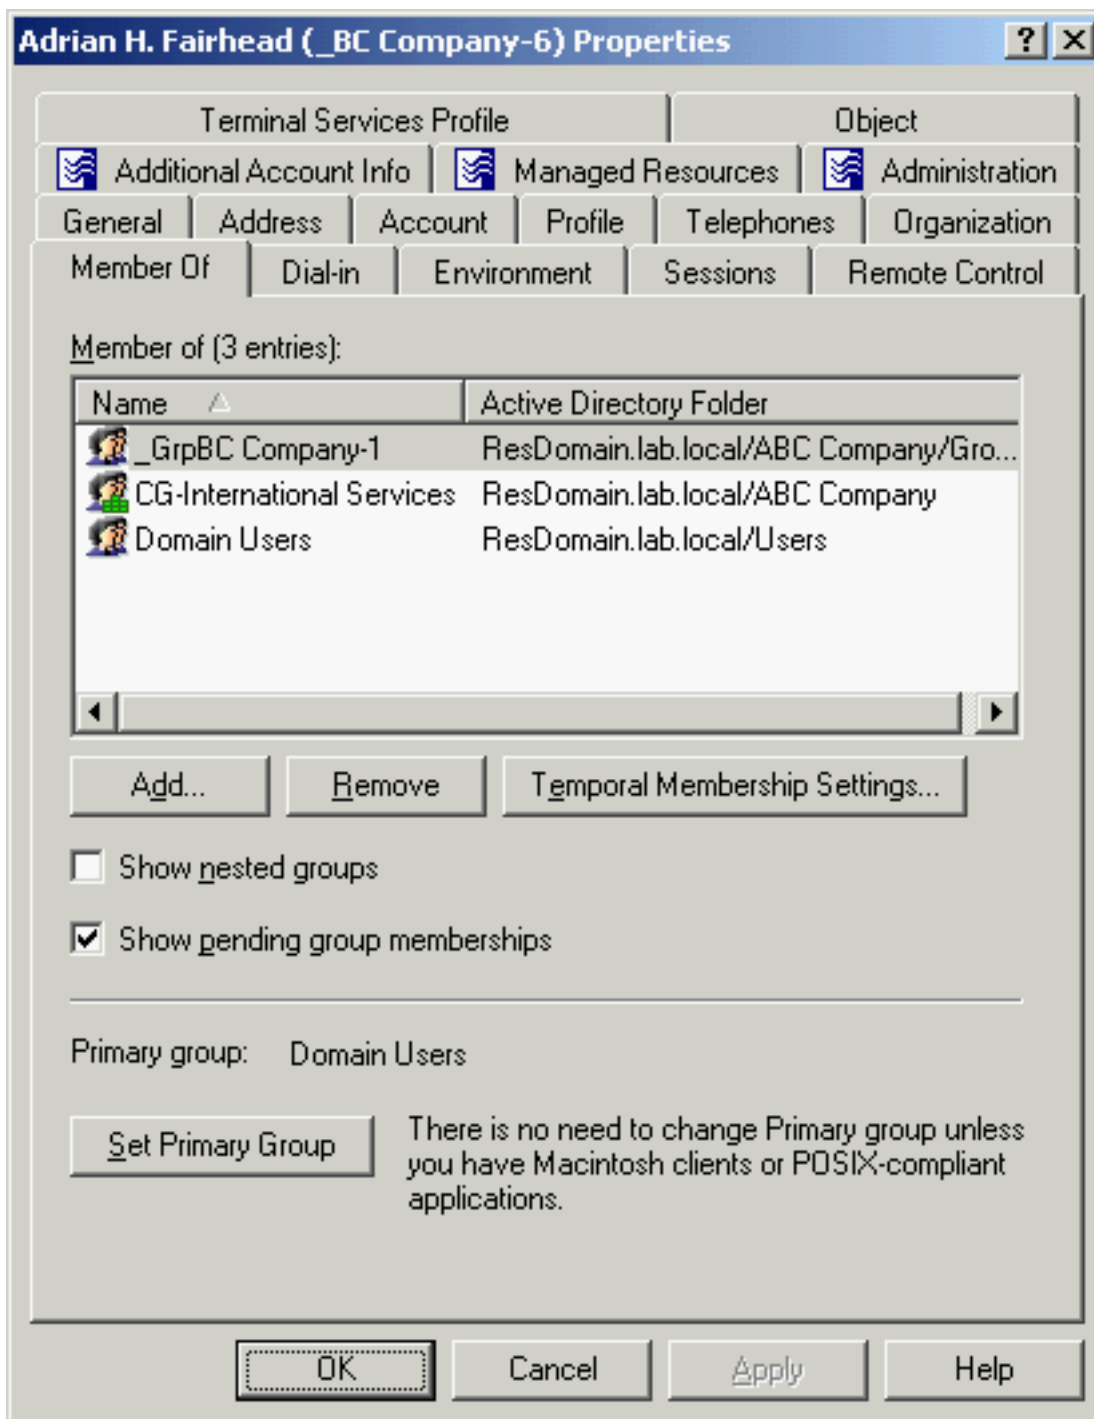 Adrian H. Fairhead (_BC Company-6) Properties
Terminal Services Profile Object
Additional Account Info Managed Resources Administration
General Address Account Profile Telephones Organization
Member Of Dial-in Environment Sessions Remote Control
Member of (3 entries):
Name Active Directory Folder
_GrpBC Company-1 ResDomain.lab.local/ABC Company/Gro...
CG-International Services ResDomain.lab.local/ABC Company
Domain Users ResDomain.lab.local/Users
Add... Remove Temporal Membership Settings...
Show nested groups
Show pending group memberships
Primary group: Domain Users
Set Primary Group
There is no need to change Primary group unless
you have Macintosh clients or POSIX-compliant
applications.
OK Cancel Apply Help